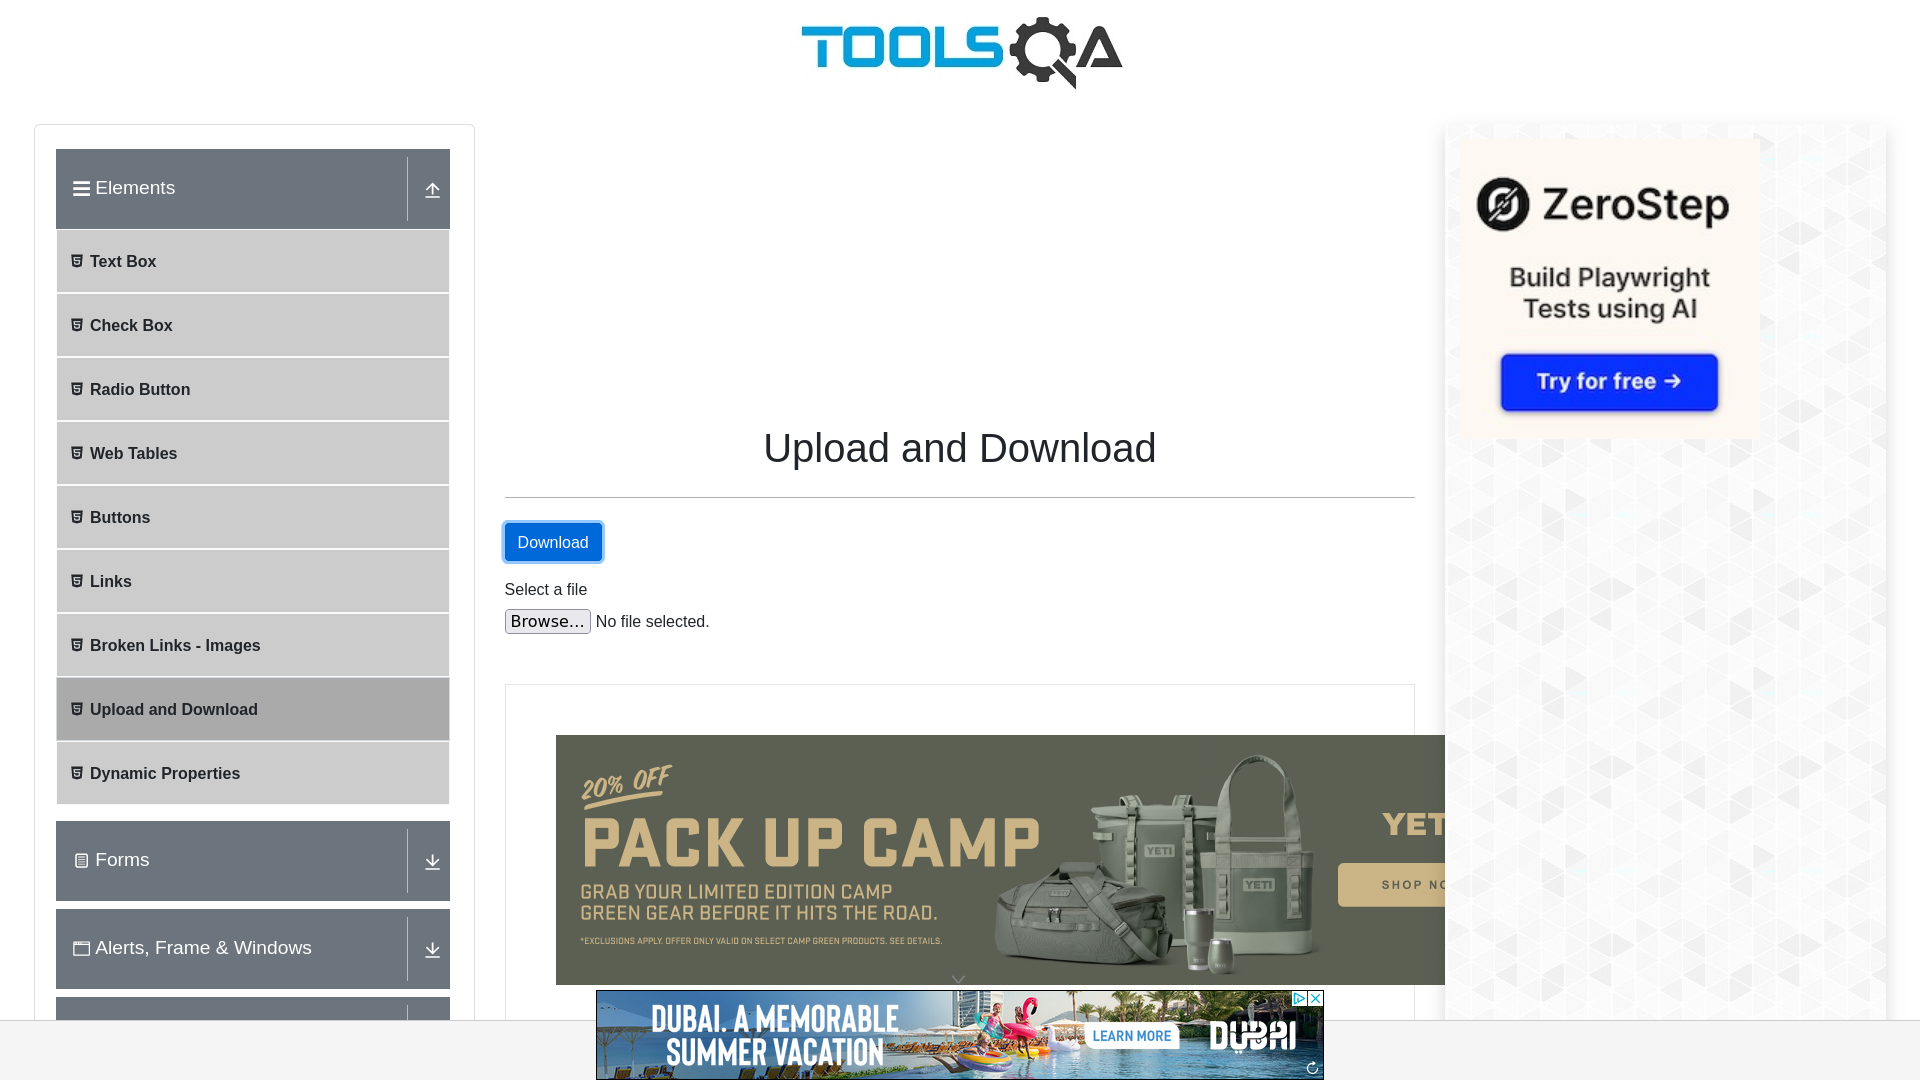 TOOLSQA
Elements
Text Box
Check Box
Radio Button
Web Tables
Buttons
Links
Broken Links - Images
Upload and Download
Dynamic Properties
Forms
Alerts, Frame & Windows
Upload and Download
Download
Select a file
Browse... No file selected.
20% OFF
PACK UP CAMP
GRAB YOUR LIMITED EDITION CAMP
GREEN GEAR BEFORE IT HITS THE ROAD.
*EXCLUSIONS APPLY. OFFER ONLY VALID ON SELECT CAMP GREEN PRODUCTS. SEE DETAILS.
YETI
YETI
YET
SHOP NO
DUBAI. A MEMORABLE
SUMMER VACATION
LEARN MORE
DUBAI
ZeroStep
Build Playwright
Tests using AI
Try for free →